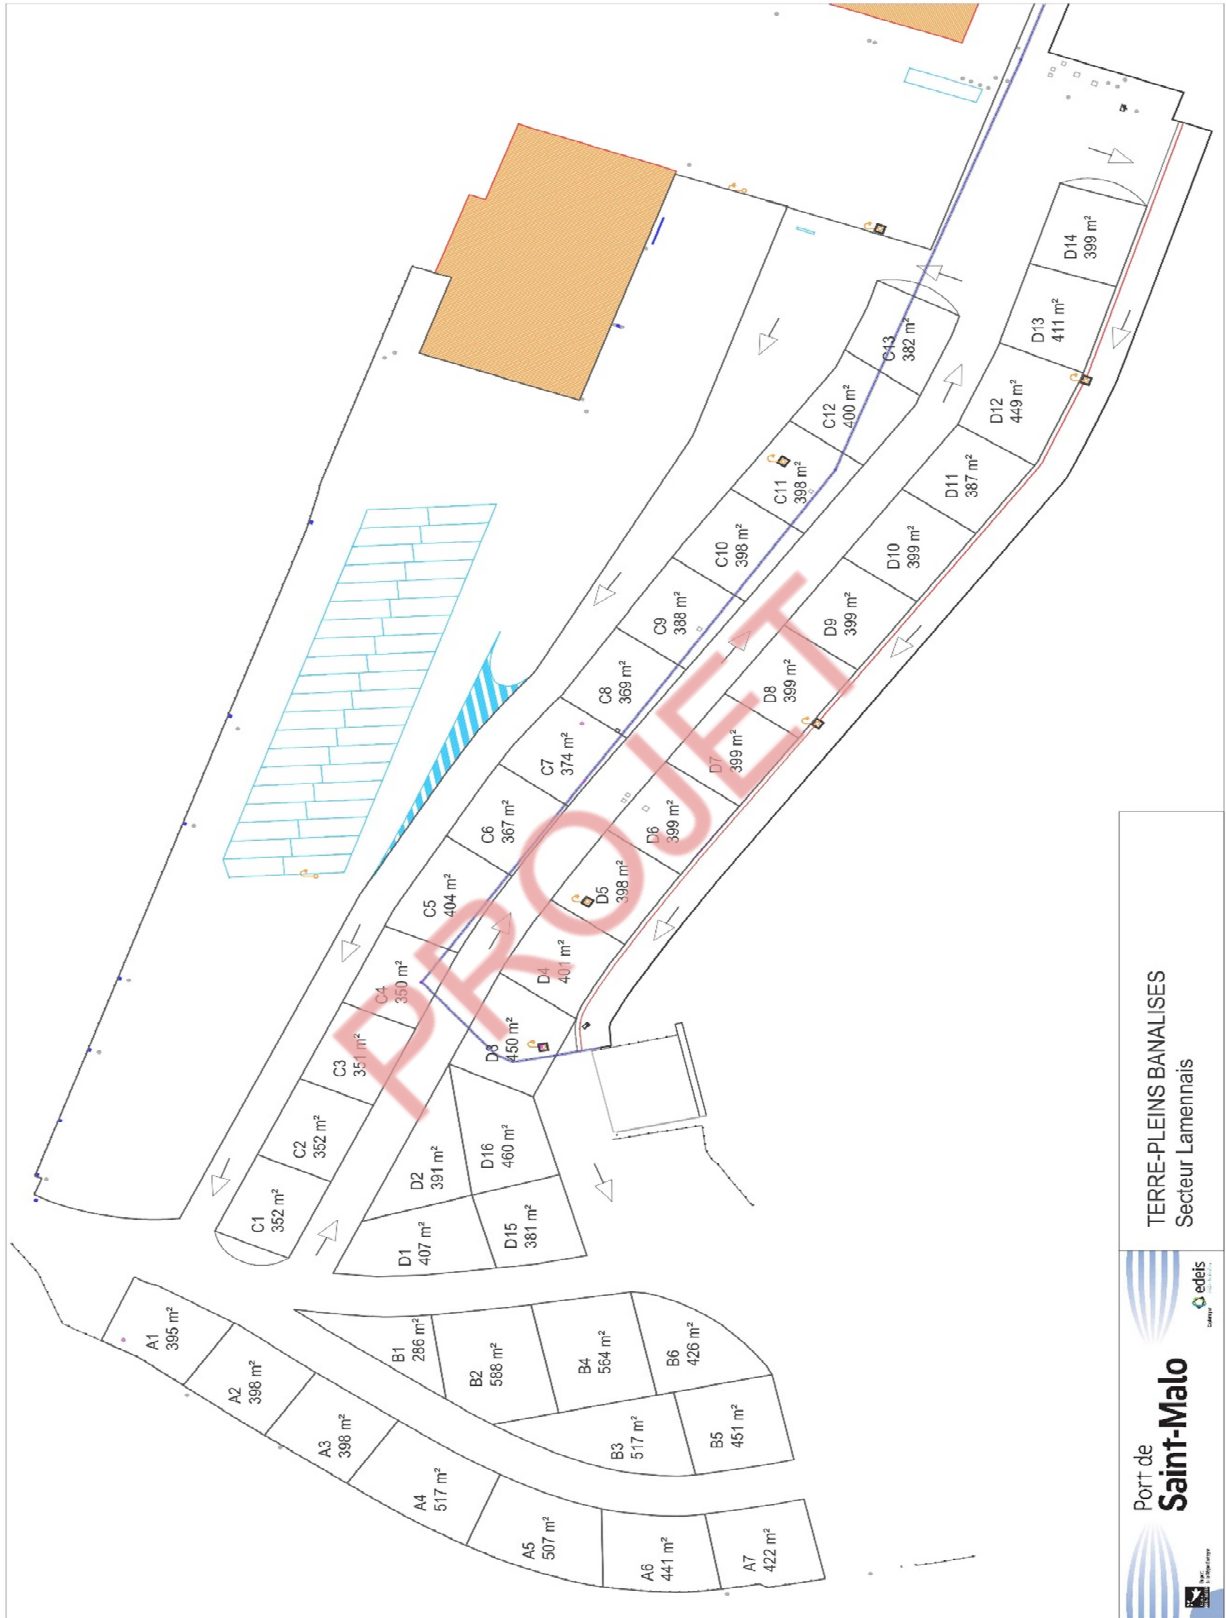 A1
395 m²
A2
398 m²
A3
398 m²
A4
517 m²
A5
507 m²
A6
441 m²
A7
422 m²
B1
286 m²
B2
588 m²
B4
564 m²
B6
426 m²
B3
517 m²
B5
451 m²
C1
352 m²
C2
352 m²
C3
351 m²
C4
350 m²
C5
404 m²
C6
367 m²
C7
374 m²
C8
369 m²
C9
388 m²
C10
398 m²
C11
398 m²
C12
400 m²
C13
382 m²
D1
407 m²
D2
391 m²
D15
381 m²
D16
460 m²
D3
450 m²
D4
401 m²
D5
398 m²
D6
399 m²
D7
399 m²
D8
399 m²
D9
399 m²
D10
399 m²
D11
387 m²
D12
449 m²
D13
411 m²
D14
399 m²
PROJET
Port de
Saint-Malo
edeis
TERRE-PLEINS BANALISES
Secteur Lamennais